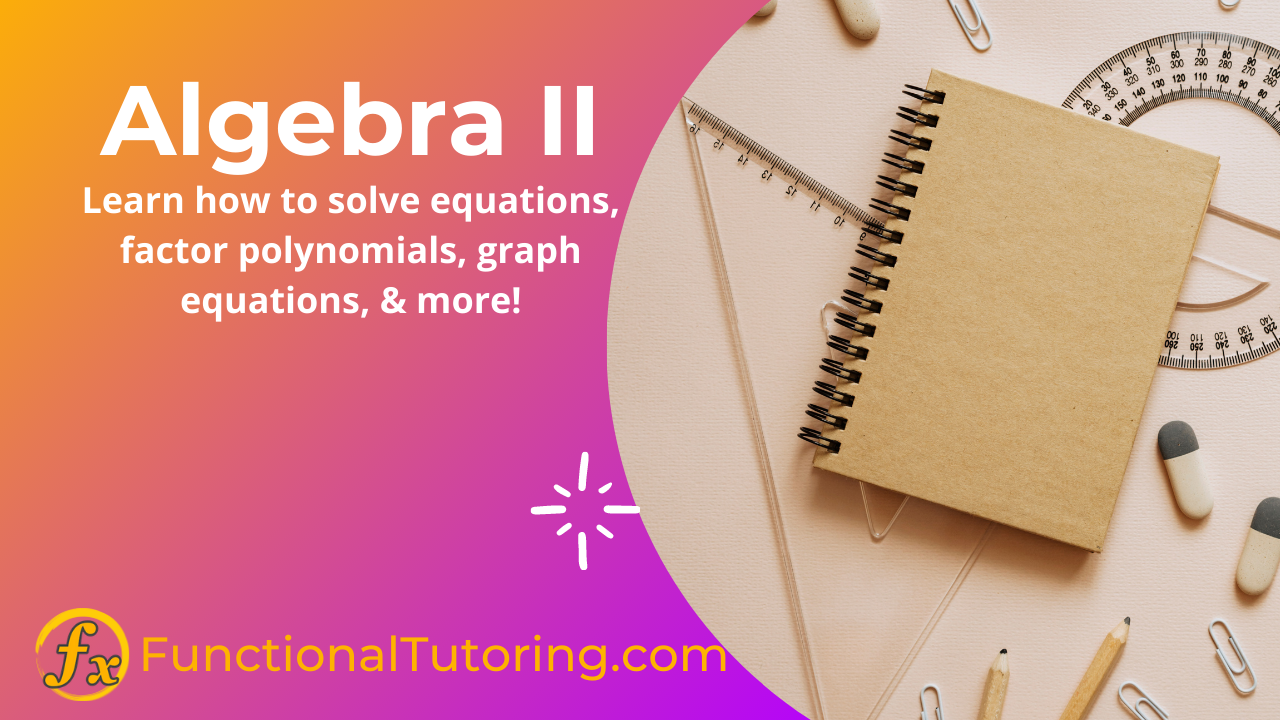 Algebra II
Learn how to solve equations,
factor polynomials, graph
equations, & more!
fx
FunctionalTutoring.com